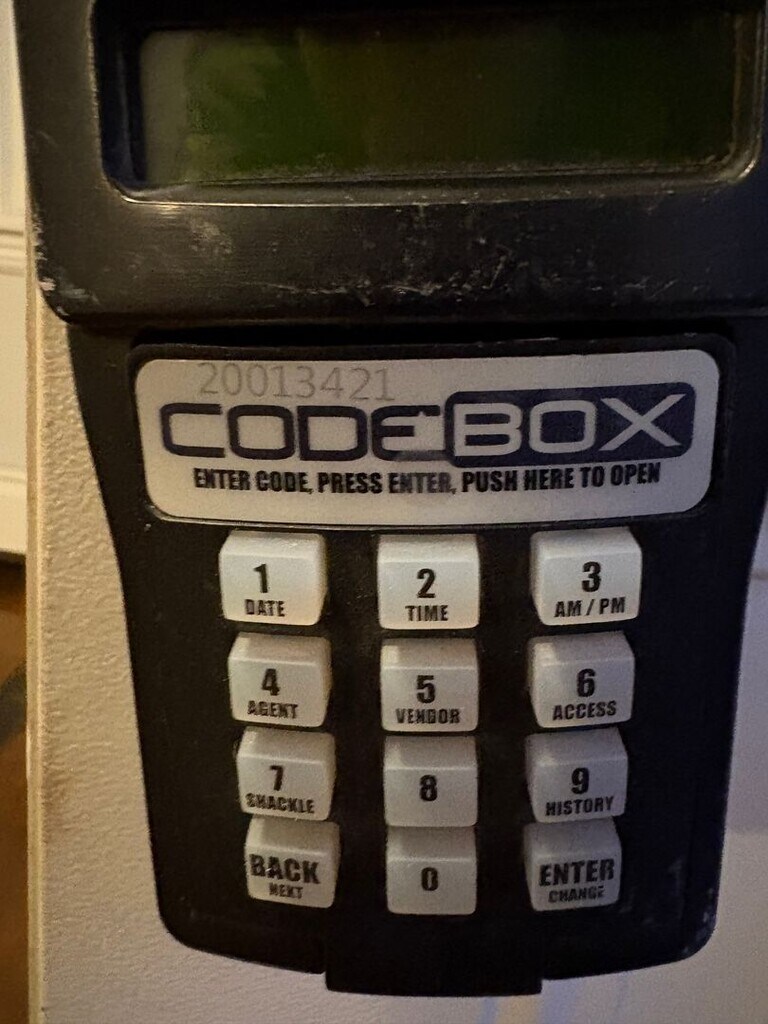 20013421
CODEBOX
ENTER CODE, PRESS ENTER, PUSH HERE TO OPEN
1 2 3
DATE TIME AM / PM
4 5 6
AGENT VENDOR ACCESS
7 8 9
SHACKLE HISTORY
BACK 0 ENTER
NEXT CHANGE